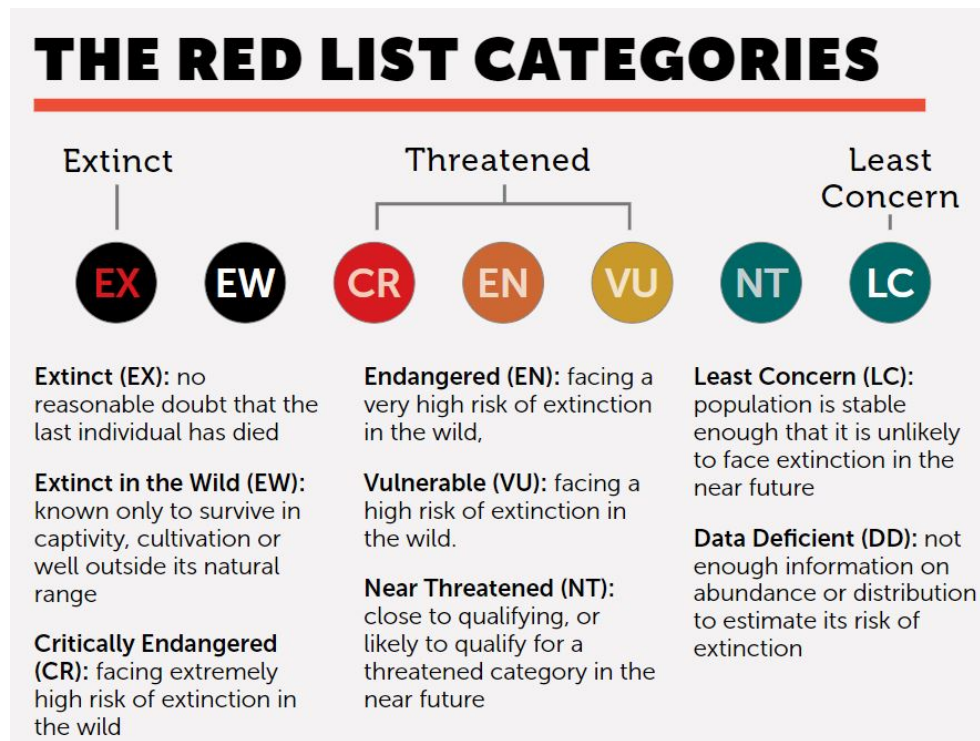 THE RED LIST CATEGORIES
Extinct
Threatened
Least
Concern
EX
EW
CR
EN
VU
NT
LC
Extinct (EX): no
reasonable doubt that the
last individual has died
Extinct in the Wild (EW):
known only to survive in
captivity, cultivation or
well outside its natural
range
Critically Endangered
(CR): facing extremely
high risk of extinction in
the wild
Endangered (EN): facing a
very high risk of extinction
in the wild,
Vulnerable (VU): facing a
high risk of extinction in
the wild.
Near Threatened (NT):
close to qualifying, or
likely to qualify for a
threatened category in the
near future
Least Concern (LC):
population is stable
enough that it is unlikely
to face extinction in the
near future
Data Deficient (DD): not
enough information on
abundance or distribution
to estimate its risk of
extinction